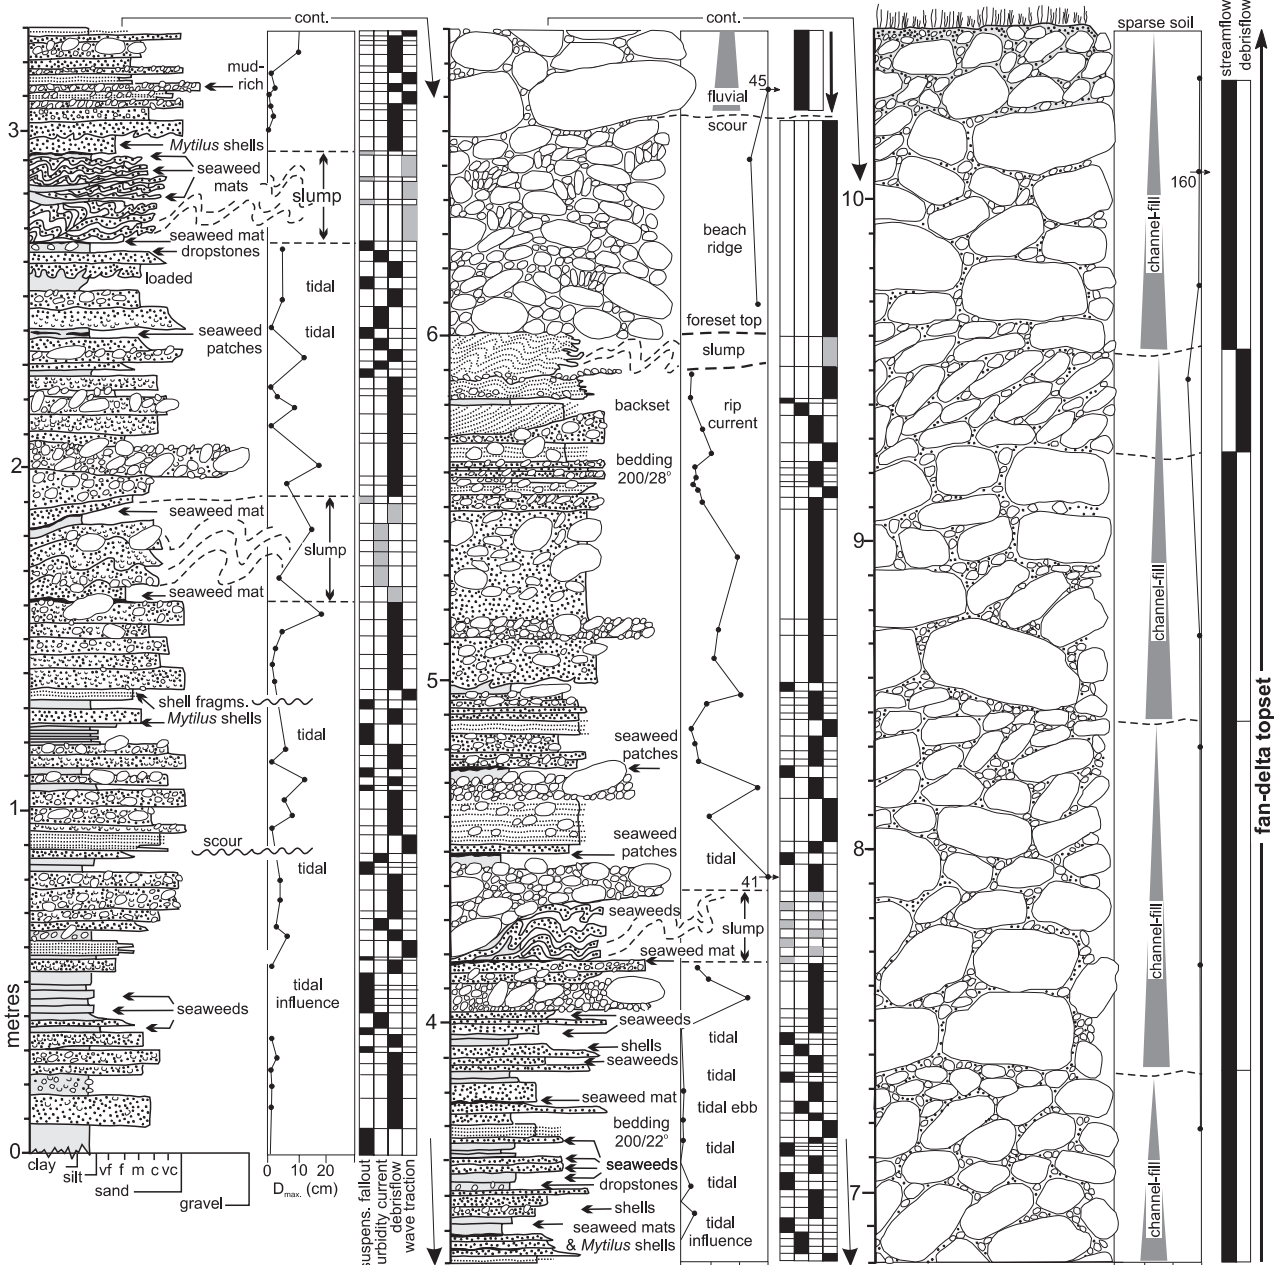 cont.
mud-
rich
3
Mytilus shells
seaweed
mats
slump
seaweed mat
dropstones
loaded
tidal
tidal
seaweed
patches
2
seaweed mat
slump
seaweed mat
shell fragms.
Mytilus shells
tidal
1
scour
tidal
tidal
influence
seaweeds
metres
0
clay
silt
vf f m c vc
sand
gravel
0 10 20
Dmax. (cm)
suspens. fallout
turbidity current
debrisflow
wave traction
cont.
45
fluvial
scour
beach
ridge
6
foreset top
slump
backset
rip
current
bedding
200/28°
5
seaweed
patches
seaweed
patches
tidal
41
seaweeds
slump
seaweed mat
4
seaweeds
tidal
shells
seaweeds
tidal
seaweed mat
tidal ebb
bedding
200/22°
tidal
seaweeds
dropstones
tidal
shells
seaweed mats
& Mytilus shells
tidal
influence
sparse soil
streamflow
debrisflow
10
160
channel-fill
9
channel-fill
8
channel-fill
7
channel-fill
fan-delta topset